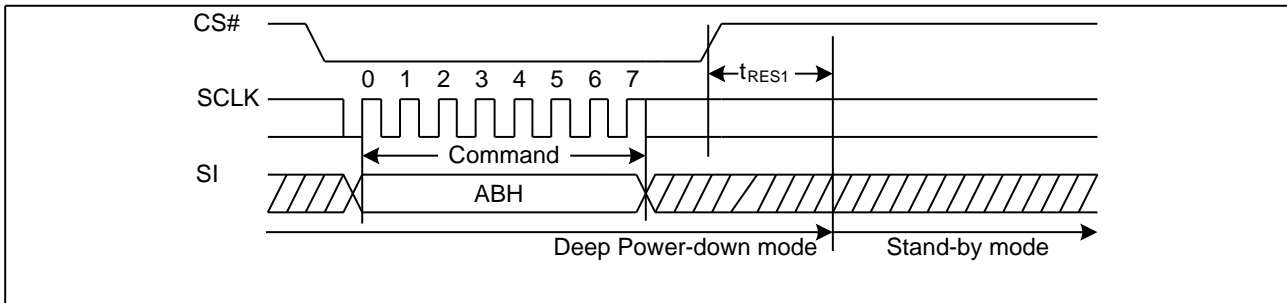 CS#
tRES1
0 1 2 3 4 5 6 7
SCLK
Command
SI
ABH
Deep Power-down mode Stand-by mode